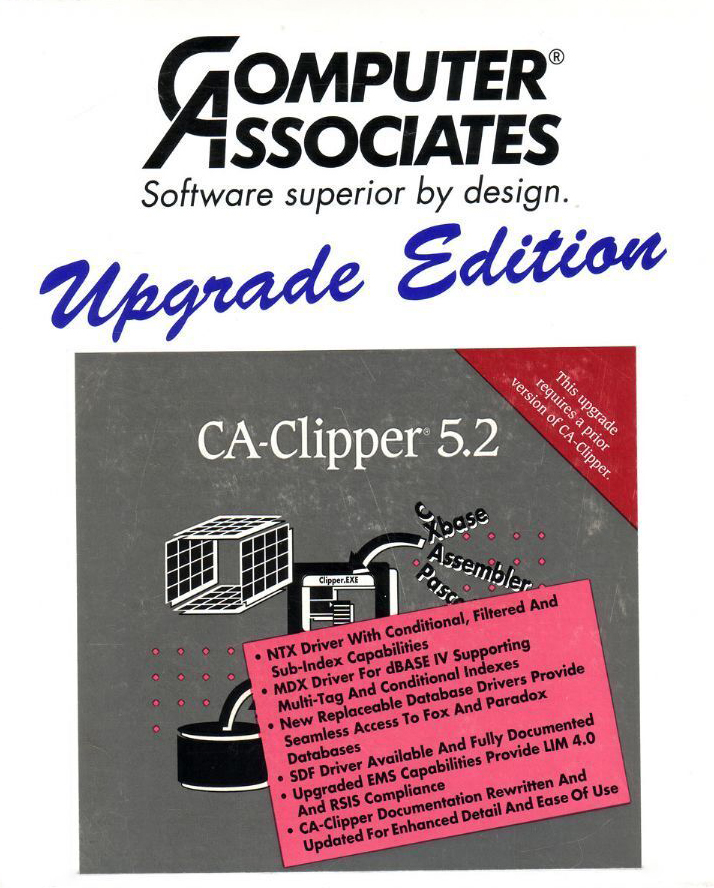 COMPUTER®
ASSOCIATES
Software superior by design.
Upgrade Edition
This upgrade
requires a prior
version of CA-Clipper.
CA-Clipper® 5.2
C
Xbase
Assembler
Pasc
Clipper.EXE
• NTX Driver With Conditional, Filtered And
Sub-Index Capabilities
• MDX Driver For dBASE IV Supporting
Multi-Tag And Conditional Indexes
• New Replaceable Database Drivers Provide
Seamless Access To Fox And Paradox
Databases
• SDF Driver Available And Fully Documented
• Upgraded EMS Capabilities Provide LIM 4.0
And RSIS Compliance
• CA-Clipper Documentation Rewritten And
Updated For Enhanced Detail And Ease Of Use